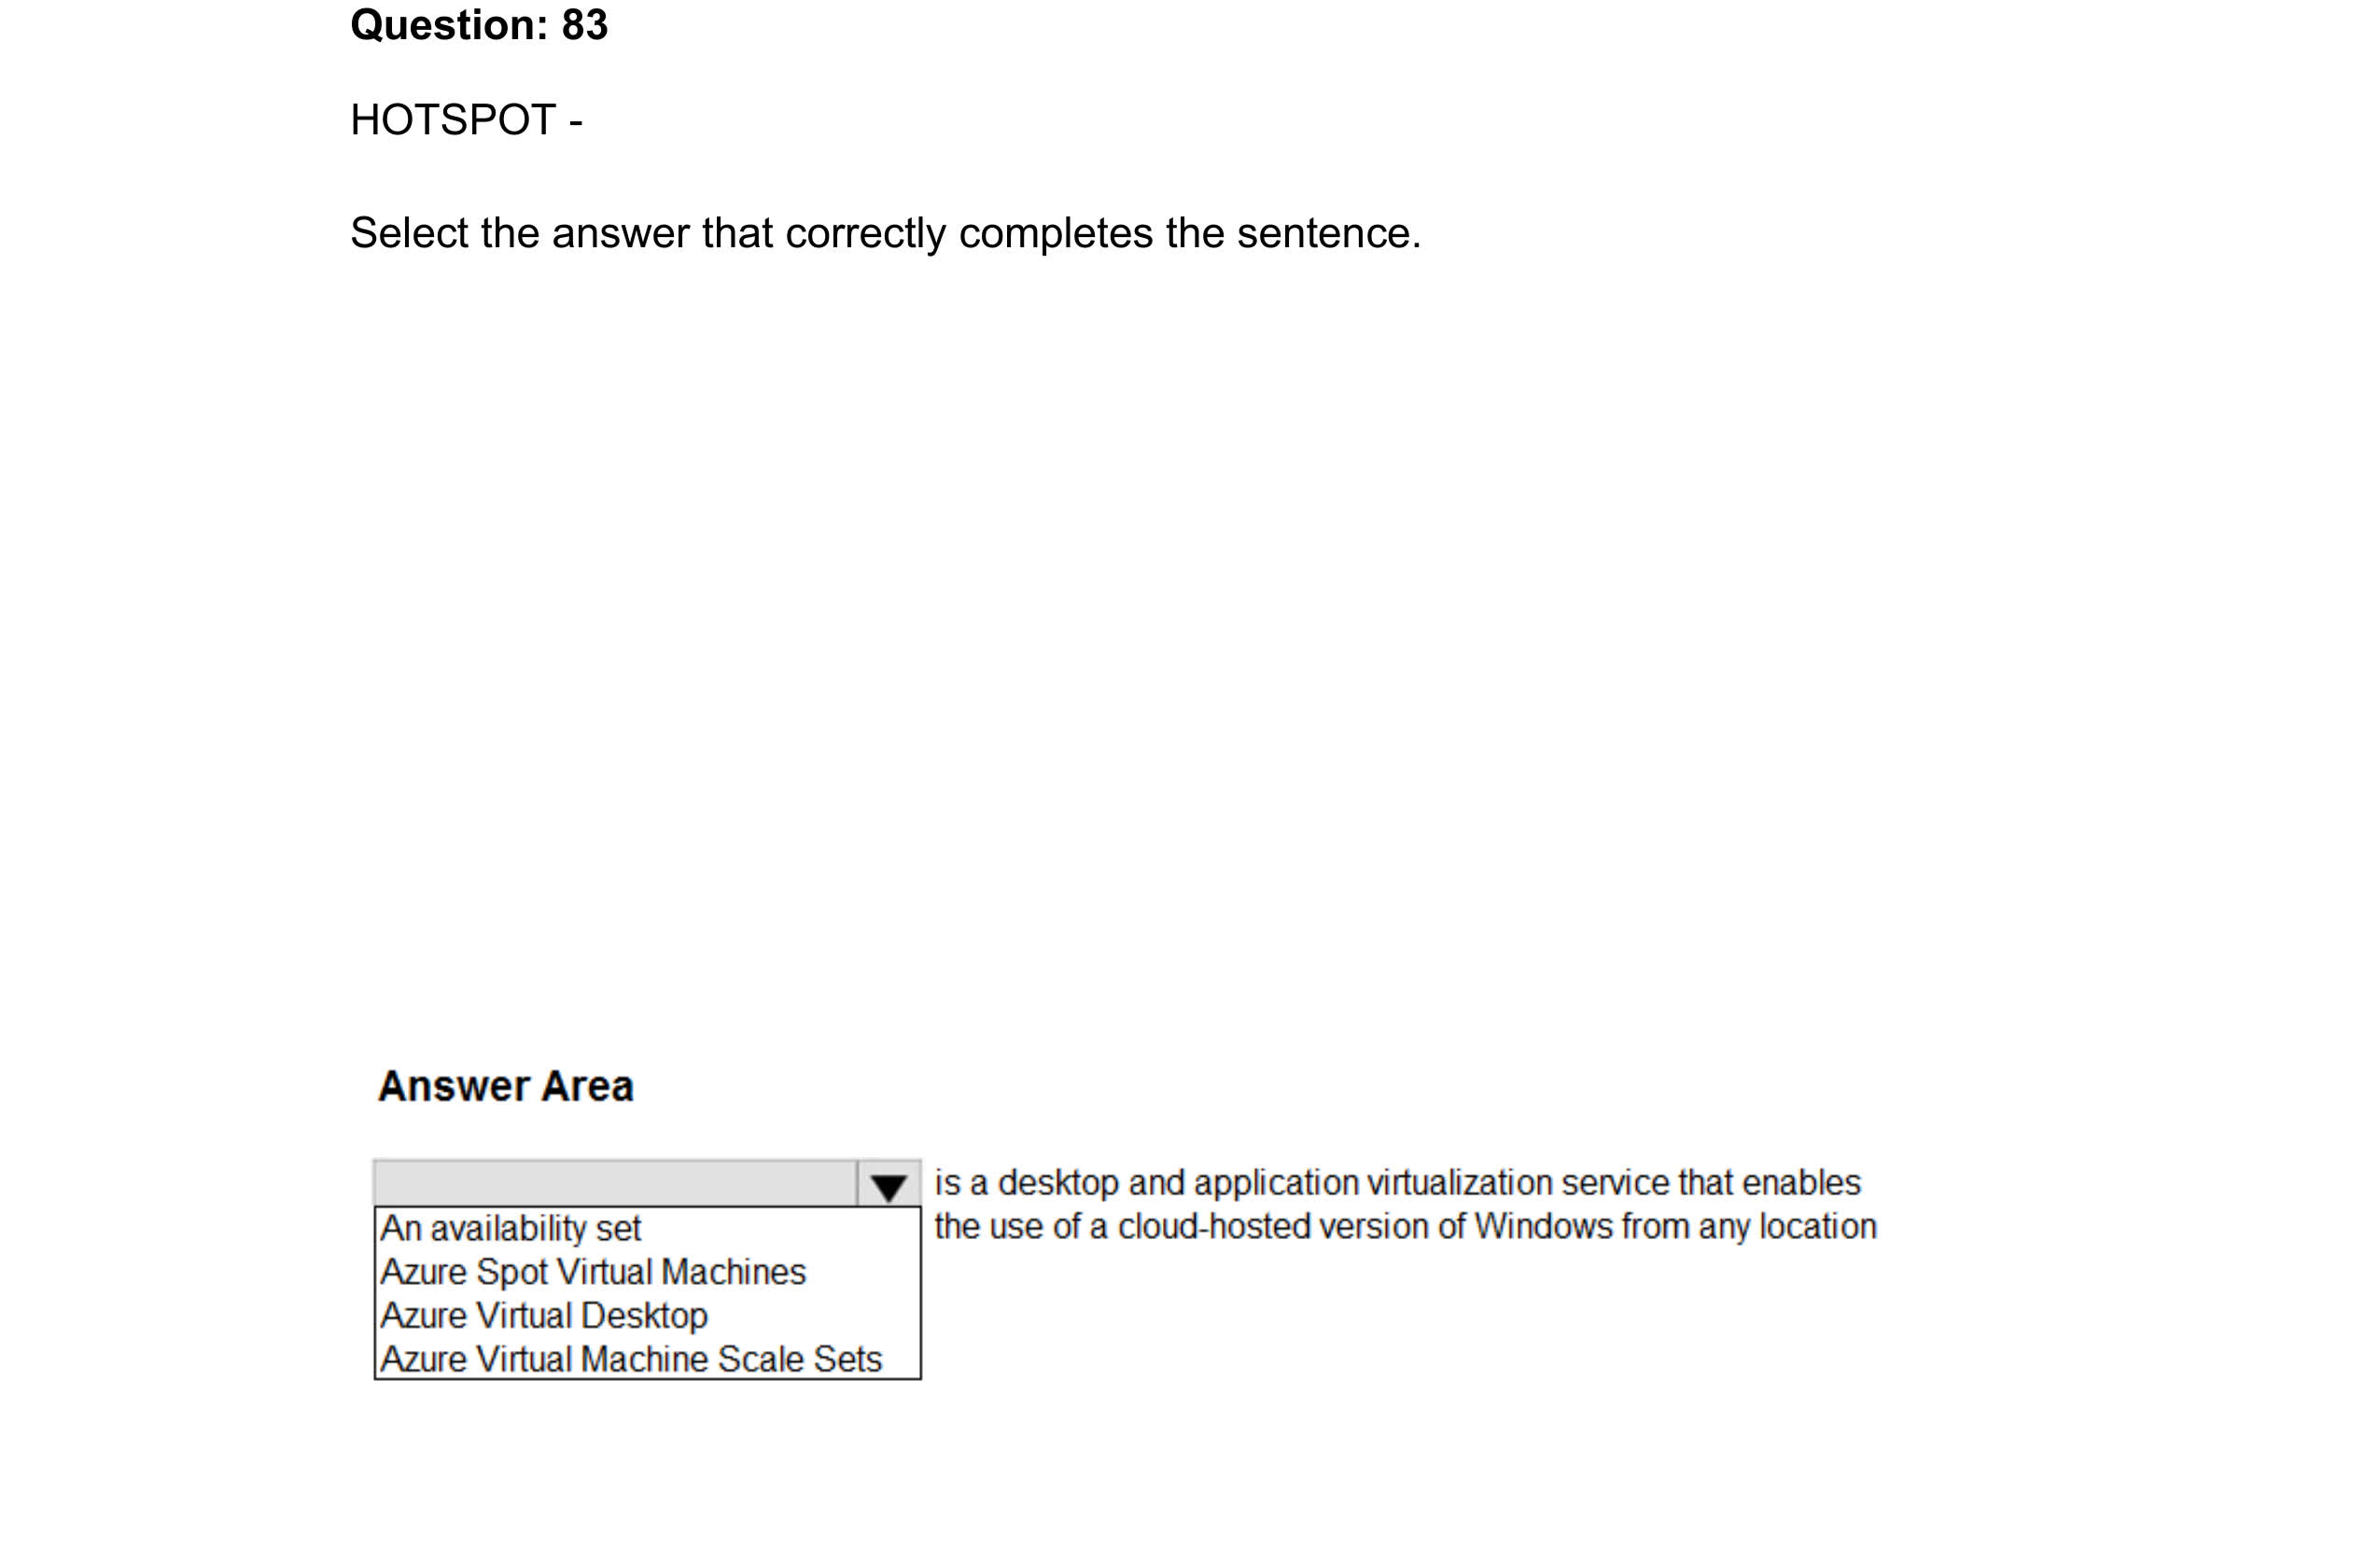 Question: 83
HOTSPOT -
Select the answer that correctly completes the sentence.
Answer Area
is a desktop and application virtualization service that enables
the use of a cloud-hosted version of Windows from any location
An availability set
Azure Spot Virtual Machines
Azure Virtual Desktop
Azure Virtual Machine Scale Sets